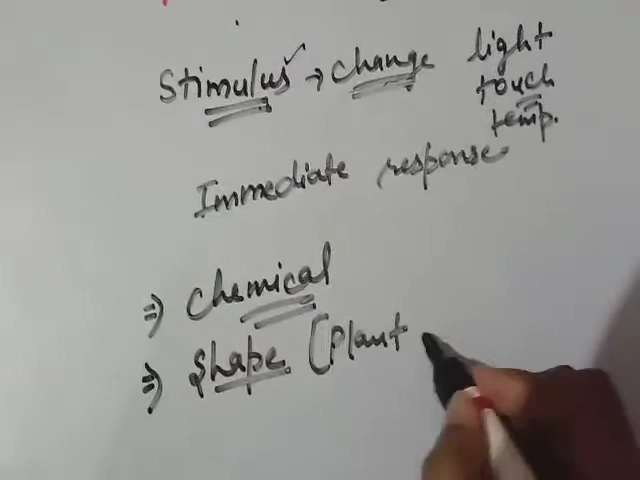 Stimulus → change light
touch
temp.
Immediate response
⇒ chemical
⇒ shape [plant